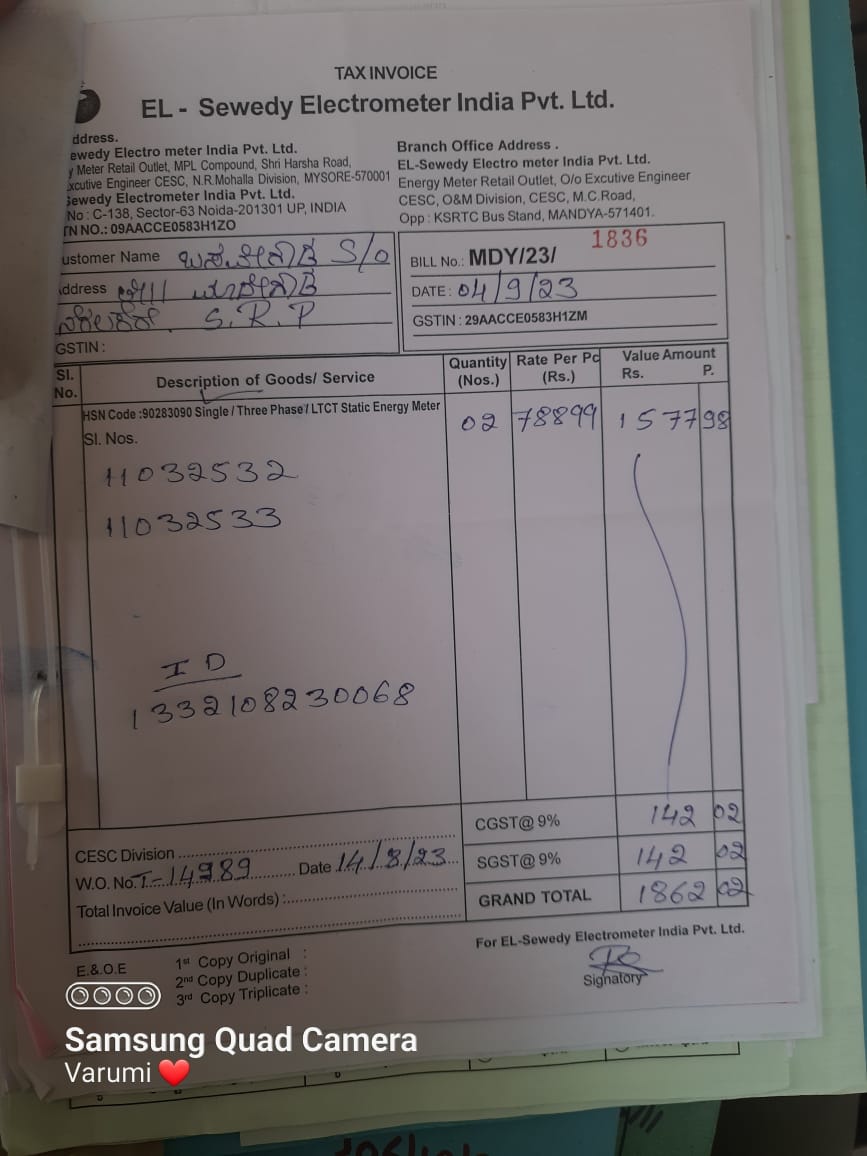 TAX INVOICE
EL - Sewedy Electrometer India Pvt. Ltd.
ddress.
ewedy Electro meter India Pvt. Ltd.
y Meter Retail Outlet, MPL Compound, Shri Harsha Road,
xcutive Engineer CESC, N.R.Mohalla Division, MYSORE-570001
Sewedy Electrometer India Pvt. Ltd.
No : C-138, Sector-63 Noida-201301 UP, INDIA
TN NO.: 09AACCE0583H1ZO
Branch Office Address .
EL-Sewedy Electro meter India Pvt. Ltd.
Energy Meter Retail Outlet, O/o Excutive Engineer
CESC, O&M Division, CESC, M.C.Road,
Opp : KSRTC Bus Stand, MANDYA-571401.
ustomer Name S/o
ddress
S.R.P
GSTIN :
BILL No.: MDY/23/ 1836
DATE : 04/9/23
GSTIN : 29AACCE0583H1ZM
Sl. No. Description of Goods/ Service Quantity (Nos.) Rate Per Pc (Rs.) Value Amount Rs. P.
HSN Code :90283090 Single / Three Phase / LTCT Static Energy Meter 02 78899 1577 98
Sl. Nos.
11032532
11032533
ID
1332108230068
CGST@ 9% 142 02
SGST@ 9% 142 02
GRAND TOTAL 1862 02
CESC Division
W.O. No. T-14989 Date 14/8/23
Total Invoice Value (In Words) :
For EL-Sewedy Electrometer India Pvt. Ltd.
Signatory
E.& O.E
1st Copy Original :
2nd Copy Duplicate :
3rd Copy Triplicate :
Samsung Quad Camera
Varumi ❤️